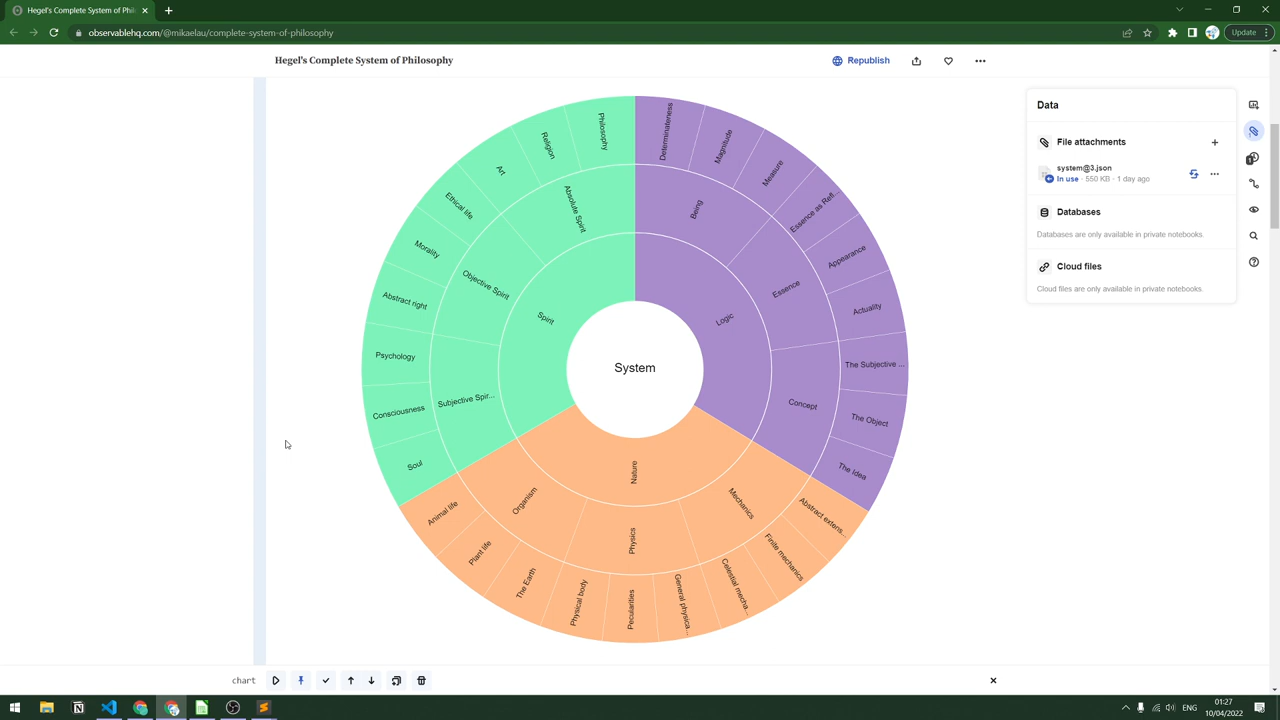 Hegel's Complete System of Philo
observablehq.com/@mikaelau/complete-system-of-philosophy
Update
Hegel's Complete System of Philosophy
Republish
Data
File attachments
system@3.json
In use · 550 KB · 1 day ago
Databases
Databases are only available in private notebooks.
Cloud files
Cloud files are only available in private notebooks.
System
Logic
Being
Determinateness
Magnitude
Measure
Essence
Essence as Refl...
Appearance
Actuality
Concept
The Subjective ...
The Object
The Idea
Nature
Mechanics
Abstract extens...
Finite mechanics
Celestial mecha...
Physics
General physica...
Pecularities
Physical body
Organism
The Earth
Plant life
Animal life
Spirit
Subjective Spir...
Soul
Consciousness
Psychology
Objective Spirit
Abstract right
Morality
Ethical life
Absolute Spirit
Art
Religion
Philosophy
chart
ENG
01:27
10/04/2022